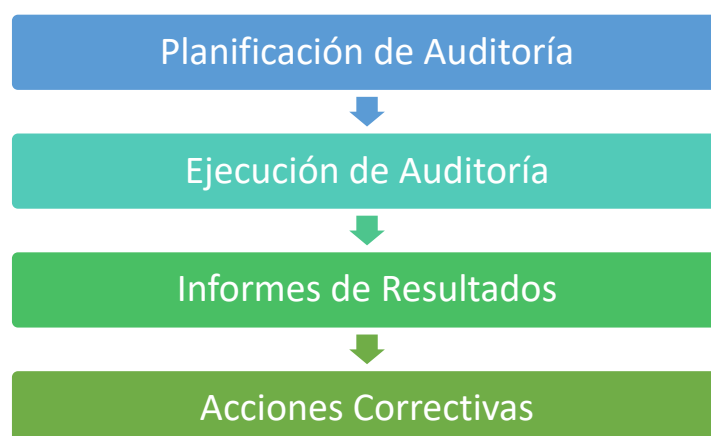 Planificación de Auditoría
Ejecución de Auditoría
Informes de Resultados
Acciones Correctivas